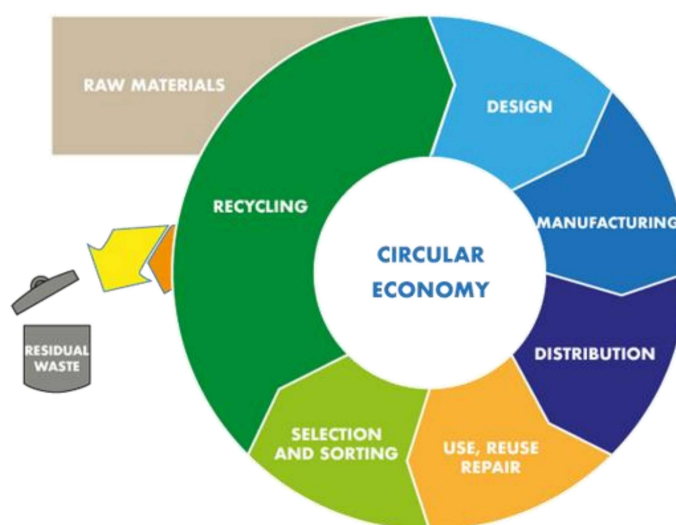 RAW MATERIALS
DESIGN
RECYCLING
MANUFACTURING
CIRCULAR
ECONOMY
RESIDUAL
WASTE
DISTRIBUTION
SELECTION
AND SORTING
USE, REUSE
REPAIR